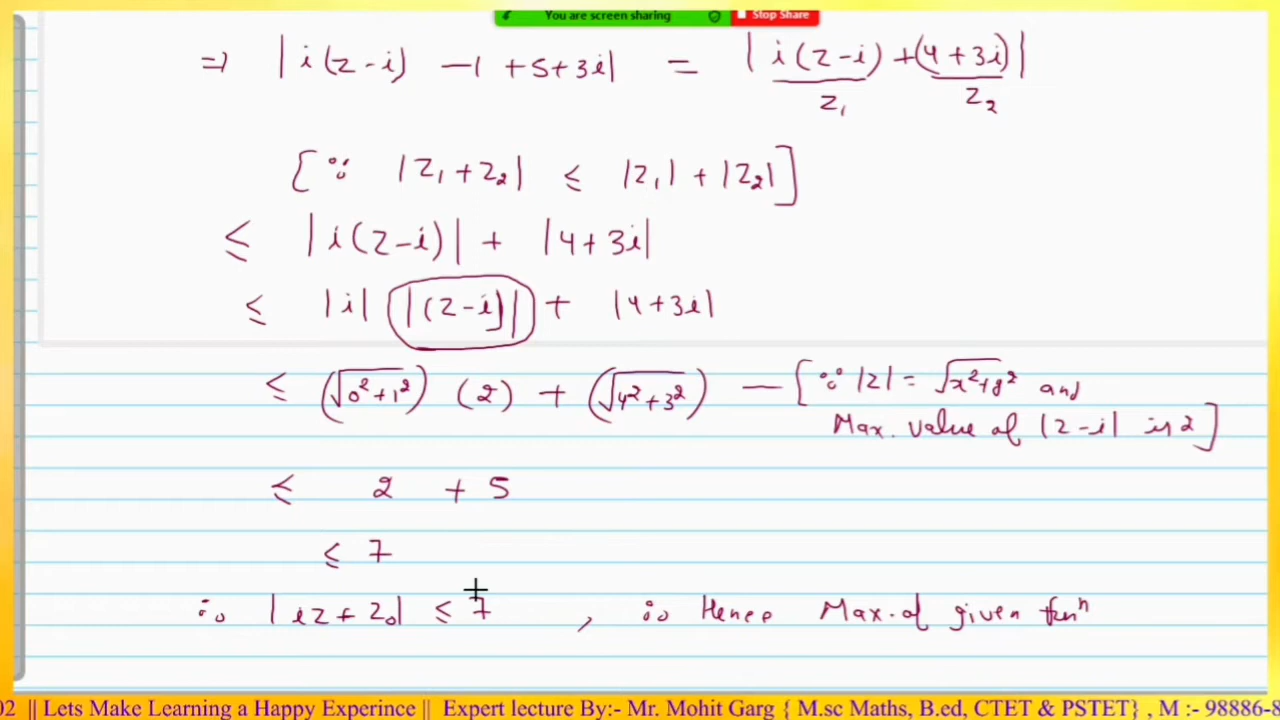 You are screen sharing Stop Share
⇒ |i(z-i) -1 +5+3i| = |i(z-i)+(4+3i)|
z₁ z₂
[∵ |z₁+z₂| ≤ |z₁|+|z₂|]
≤ |i(z-i)| + |4+3i|
≤ |i| |(z-i)| + |4+3i|
≤ (√0²+1²) (2) + (√4²+3²) — [∵ |z| = √x²+y² and
Max. value of |z-i| is 2]
≤ 2 + 5
≤ 7
∴ |iz+z₀| ≤ 7 , ∴ Hence Max. of given funⁿ
02 || Lets Make Learning a Happy Experince || Expert lecture By:- Mr. Mohit Garg { M.sc Maths, B.ed, CTET & PSTET} , M :- 98886-8